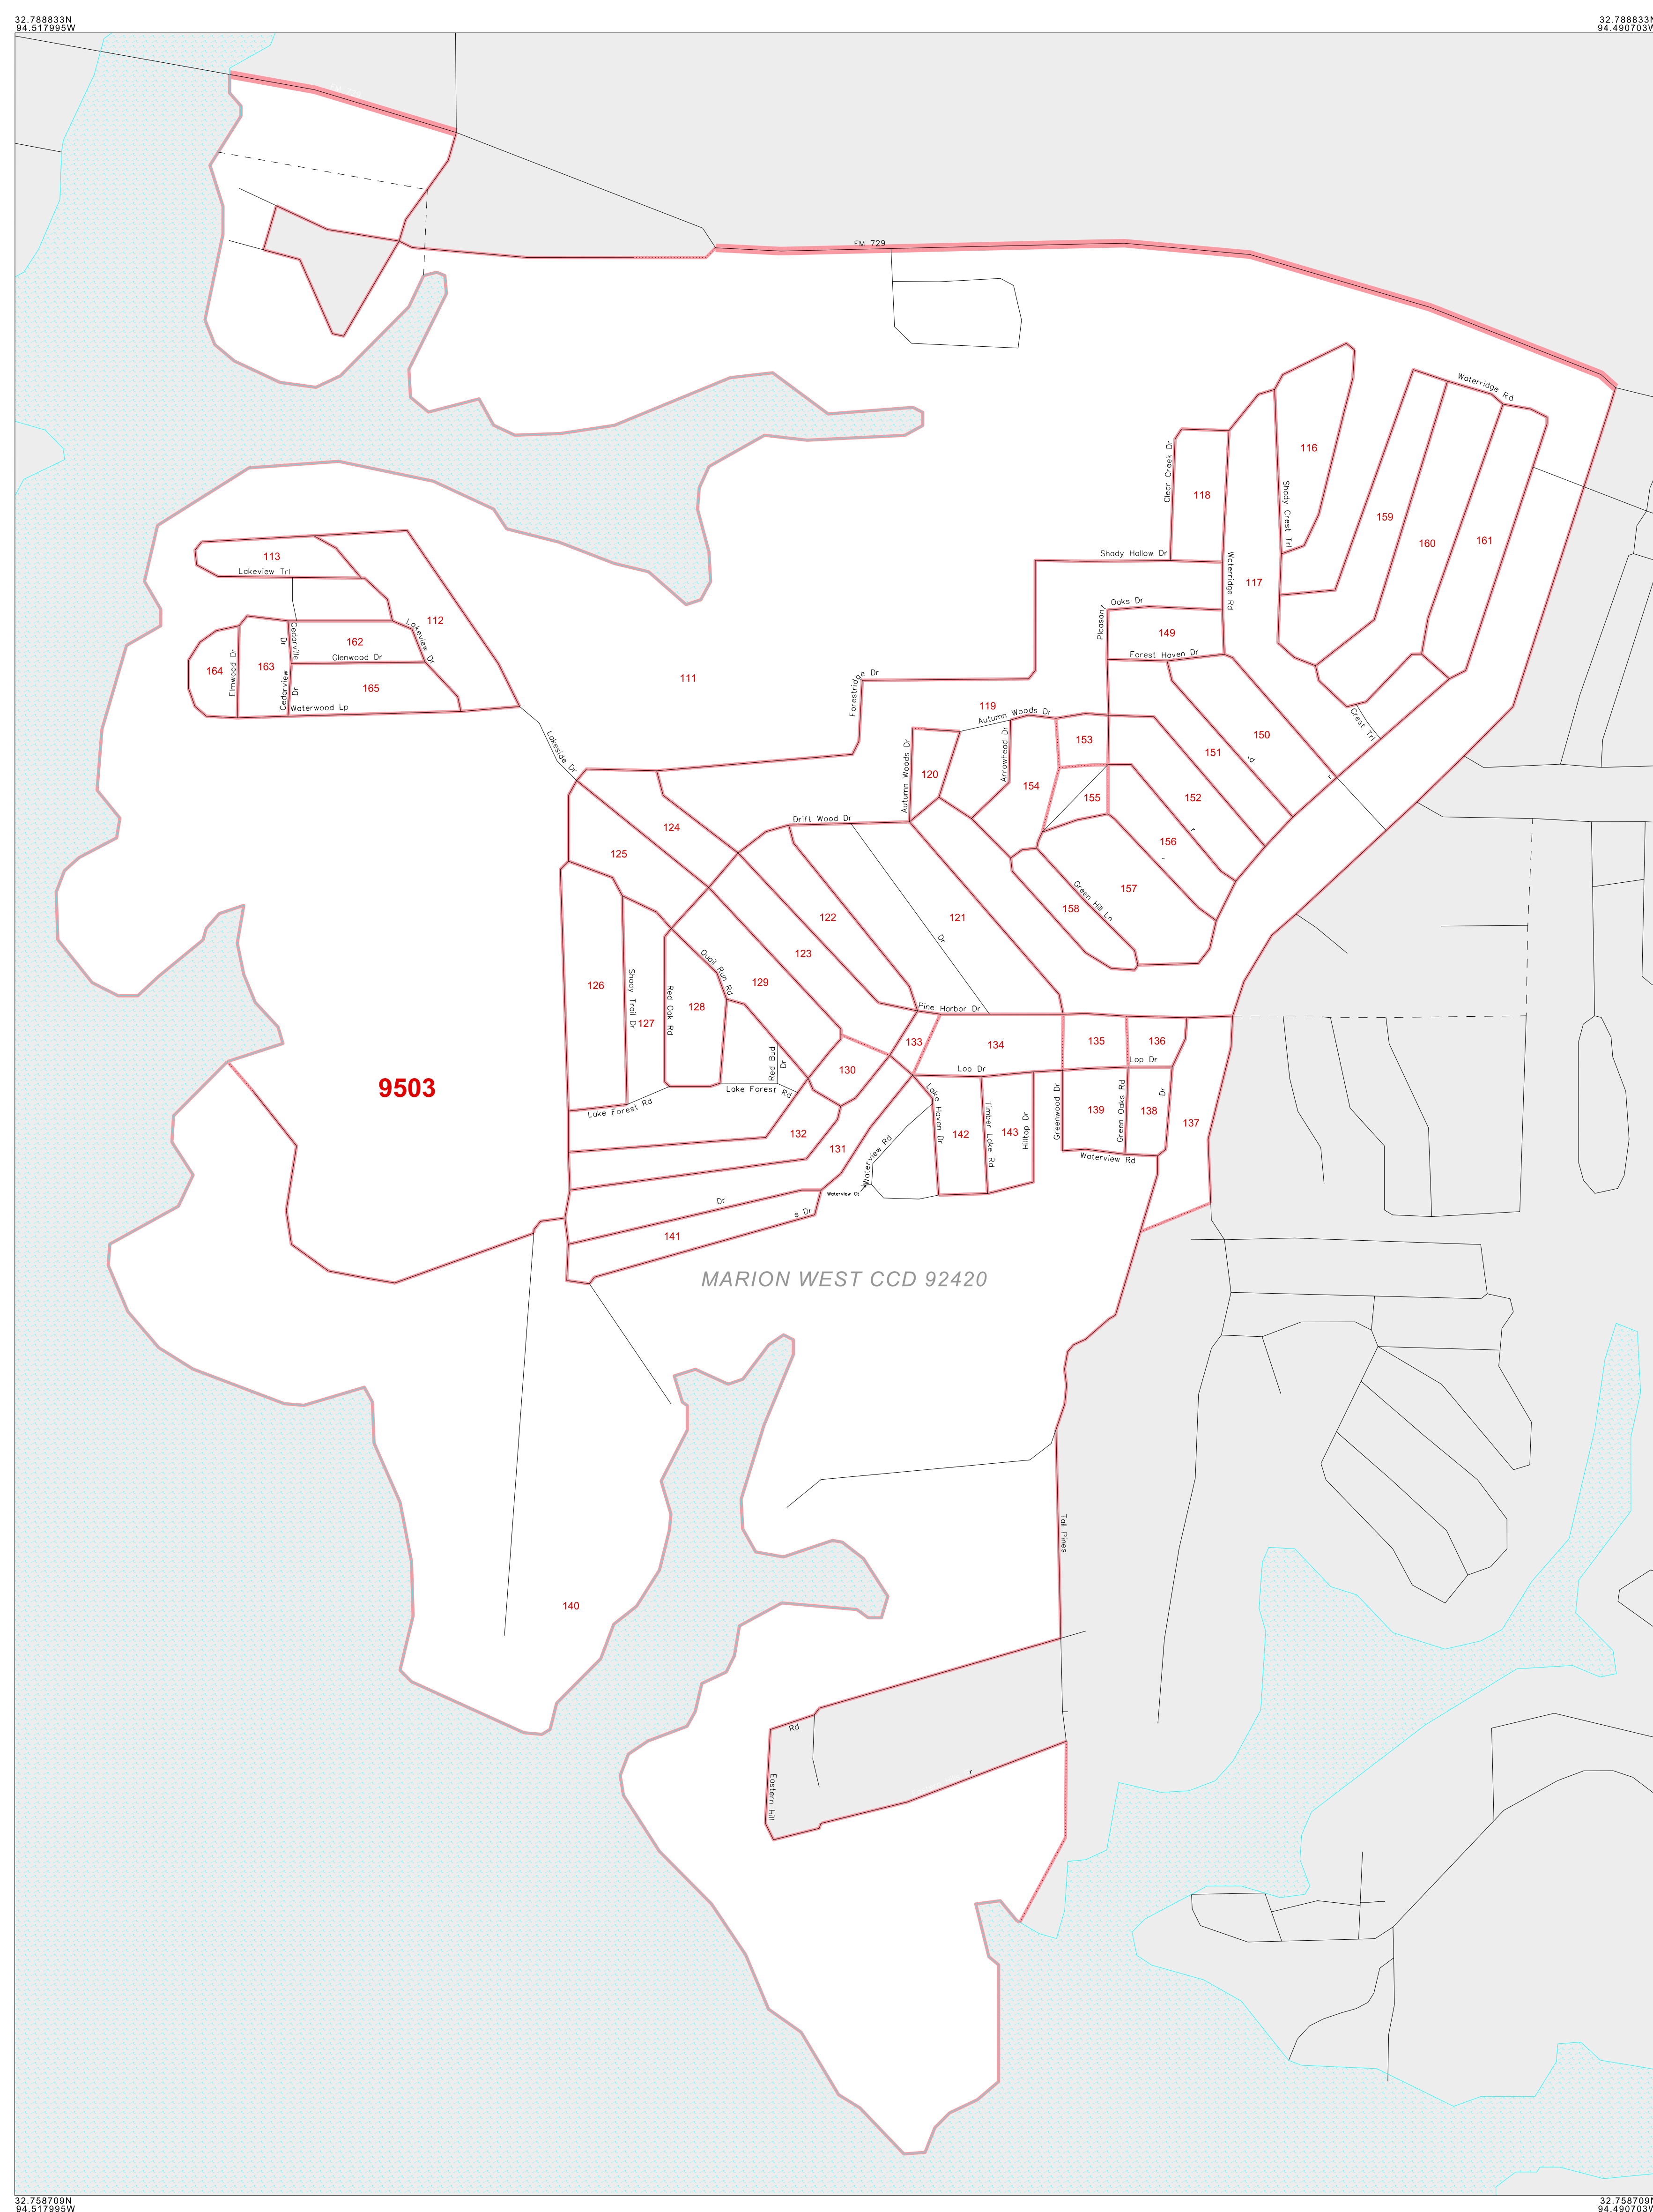 32.788833N
94.517995W
32.788833N
94.490703W
FM 729
Waterridge Rd
116
Clear Creek Dr
118
Shady Crest Trl
159
160
161
113
Lakeview Trl
Shady Hallow Dr
Waterridge Rd
117
112
Cedarville Dr
162
Lakeview Dr
Glenwood Dr
164
Elmwood Dr
163
165
Cedarview Dr
Waterwood Lp
111
Oaks Dr
Pleasant
149
Forest Haven Dr
Forestridge Dr
119
Autumn Woods Dr
153
150
Crest Trl
151
Lakeside Dr
Autumn Woods Dr
120
Arrowhead Dr
154
155
152
r
r
Drift Wood Dr
124
125
156
157
Green Hill Ln
158
122
121
Dr
123
Quail Run Rd
129
126
Shady Trail Dr
127
Red Oak Rd
128
Red Bud Dr
Pine Harbor Dr
133
134
135
136
130
Lop Dr
Lop Dr
Lake Forest Rd
Lake Forest Rd
9503
132
131
Lake Haven Dr
142
Timber Lake Rd
143
Hilltop Dr
Greenwood Dr
139
Green Oaks Rd
138
Dr
137
Waterview Rd
Waterview Rd
Waterview Ct
Dr
s Dr
141
MARION WEST CCD 92420
Tall Pines
140
Rd
Eastern Hill
r
32.758709N
94.517995W
32.758709N
94.490703W